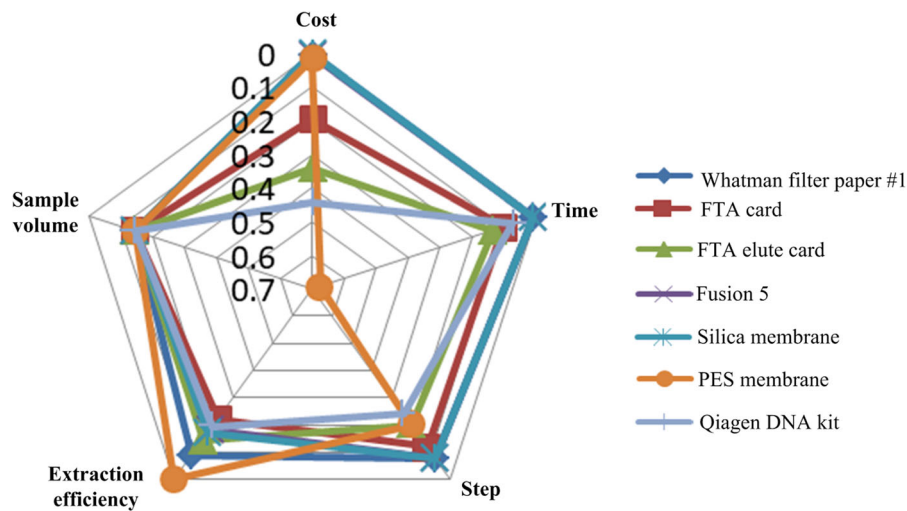 Cost
0
0.1
0.2
0.3
0.4
0.5
0.6
0.7
Sample
volume
Time
Extraction
efficiency
Step
Whatman filter paper #1
FTA card
FTA elute card
Fusion 5
Silica membrane
PES membrane
Qiagen DNA kit